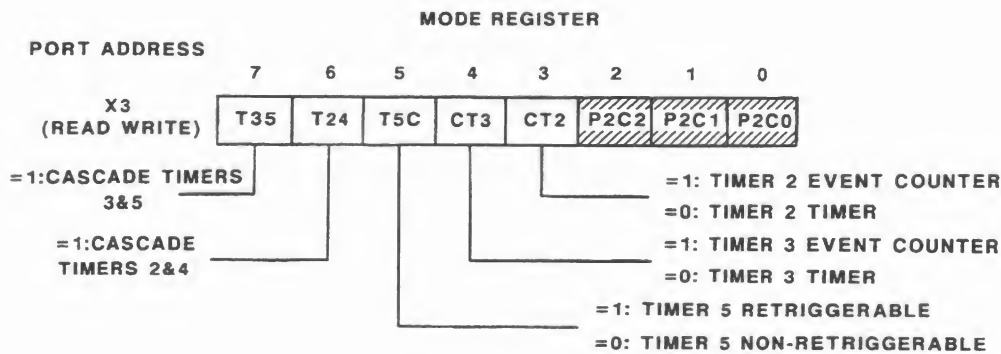 MODE REGISTER
PORT ADDRESS
7 6 5 4 3 2 1 0
X3
(READ WRITE)
T35 T24 T5C CT3 CT2 P2C2 P2C1 P2C0
=1:CASCADE TIMERS
3&5
=1:CASCADE
TIMERS 2&4
=1: TIMER 2 EVENT COUNTER
=0: TIMER 2 TIMER
=1: TIMER 3 EVENT COUNTER
=0: TIMER 3 TIMER
=1: TIMER 5 RETRIGGERABLE
=0: TIMER 5 NON-RETRIGGERABLE